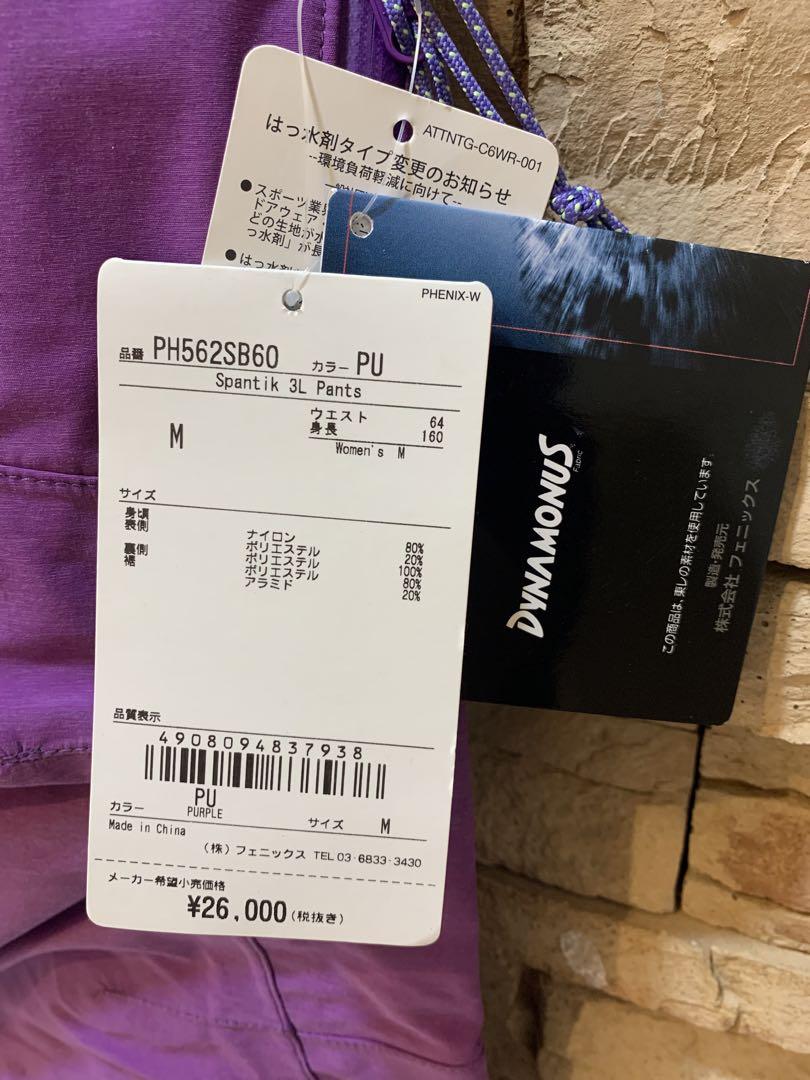 ATTNTG-C6WR-001
はっ水剤タイプ変更のお知らせ
--環境負荷軽減に向けて--
●スポーツ業
ドアウェア
どの生地が水
っ水剤」が長
●はっ水
PHENIX-W
品番 PH562SB60 カラー PU
Spantik 3L Pants
M
ウエスト 64
身長 160
Women's M
サイズ
身頃
表側 ナイロン 80%
ポリエステル 20%
裏側 ポリエステル 100%
裾 ポリエステル 80%
アラミド 20%
品質表示
4908094837938
PU
カラー PURPLE サイズ M
Made in China
(株) フェニックス TEL 03-6833-3430
メーカー希望小売価格
¥26,000(税抜き)
DYNAMONUS
Fabric
この商品は、東レの素材を使用しています。
製造・発売元
株式会社 フェニックス